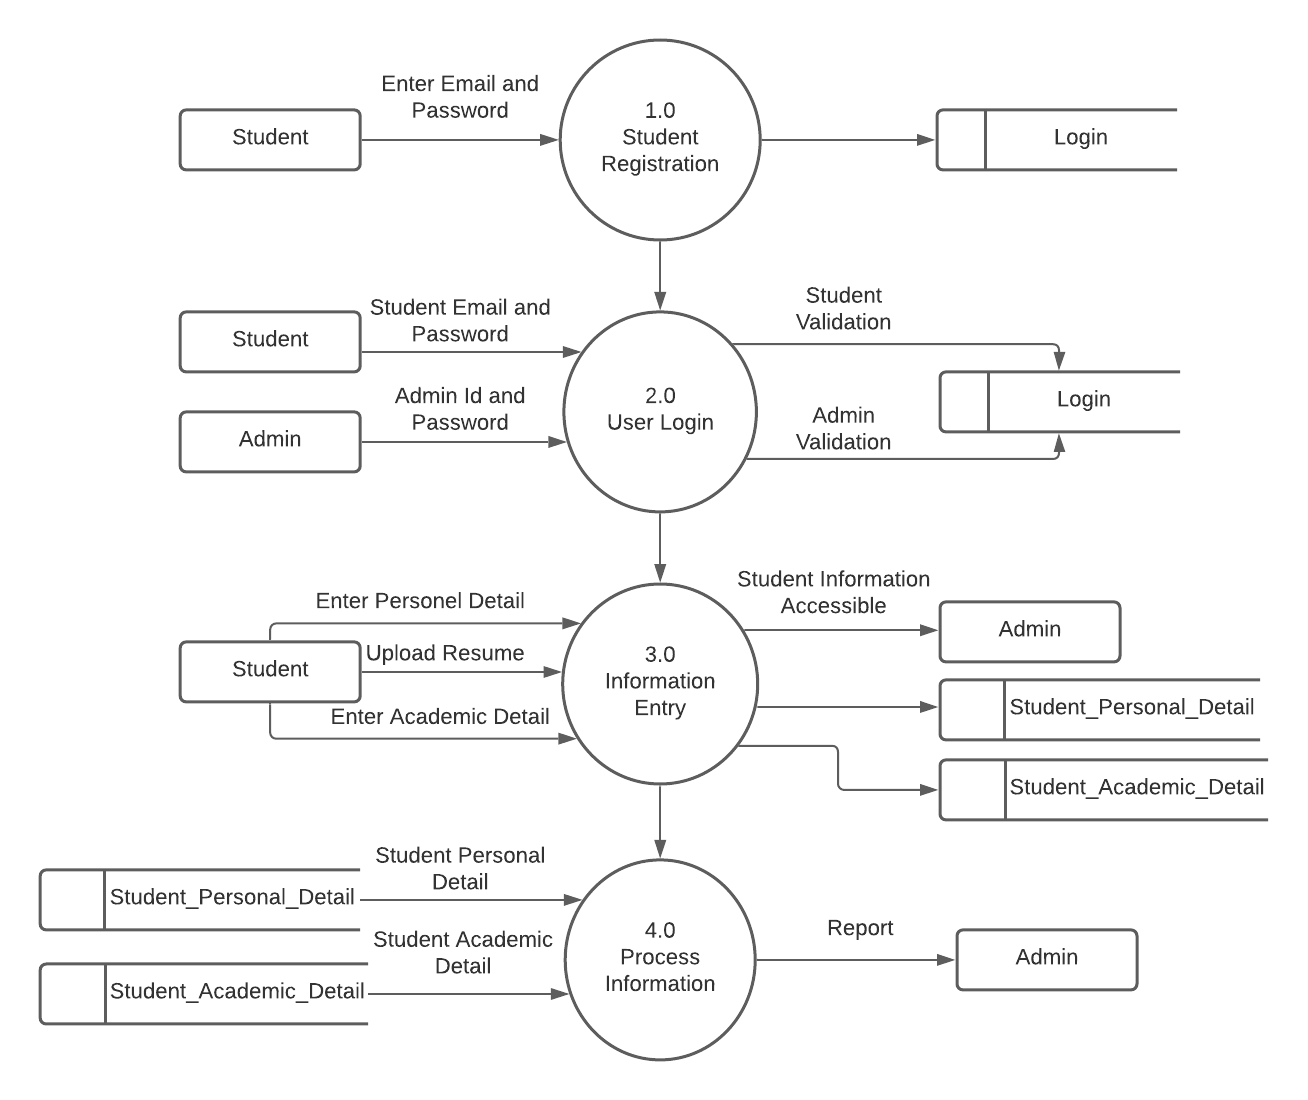 Enter Email and
Password
Student
1.0
Student
Registration
Login
Student Email and
Password
Student
Admin Id and
Password
Admin
2.0
User Login
Student
Validation
Admin
Validation
Login
Enter Personel Detail
Student
Upload Resume
Enter Academic Detail
3.0
Information
Entry
Student Information
Accessible
Admin
Student_Personal_Detail
Student_Academic_Detail
Student Personal
Detail
Student_Personal_Detail
Student Academic
Detail
Student_Academic_Detail
4.0
Process
Information
Report
Admin